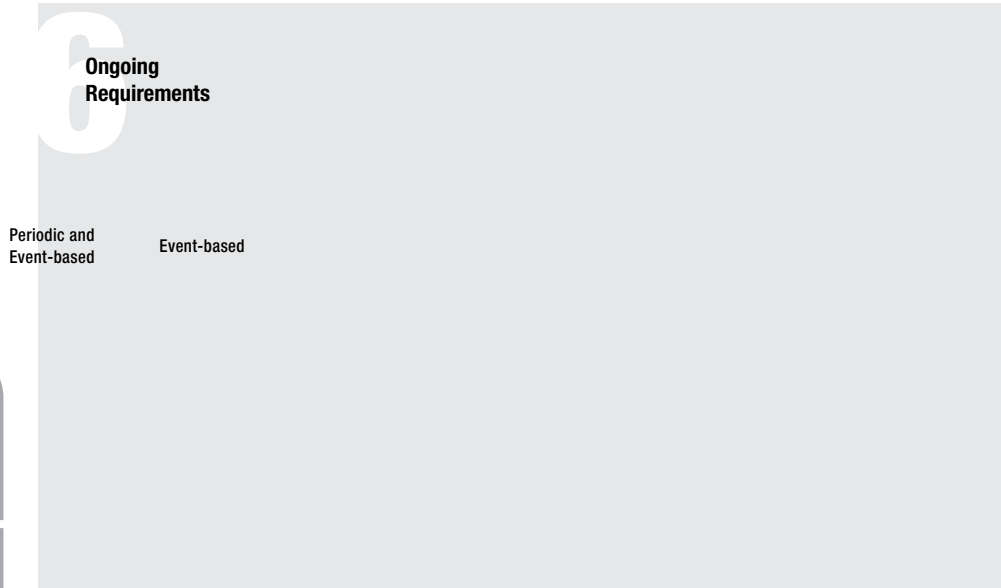 6
Ongoing
Requirements
Periodic and
Event-based
Event-based